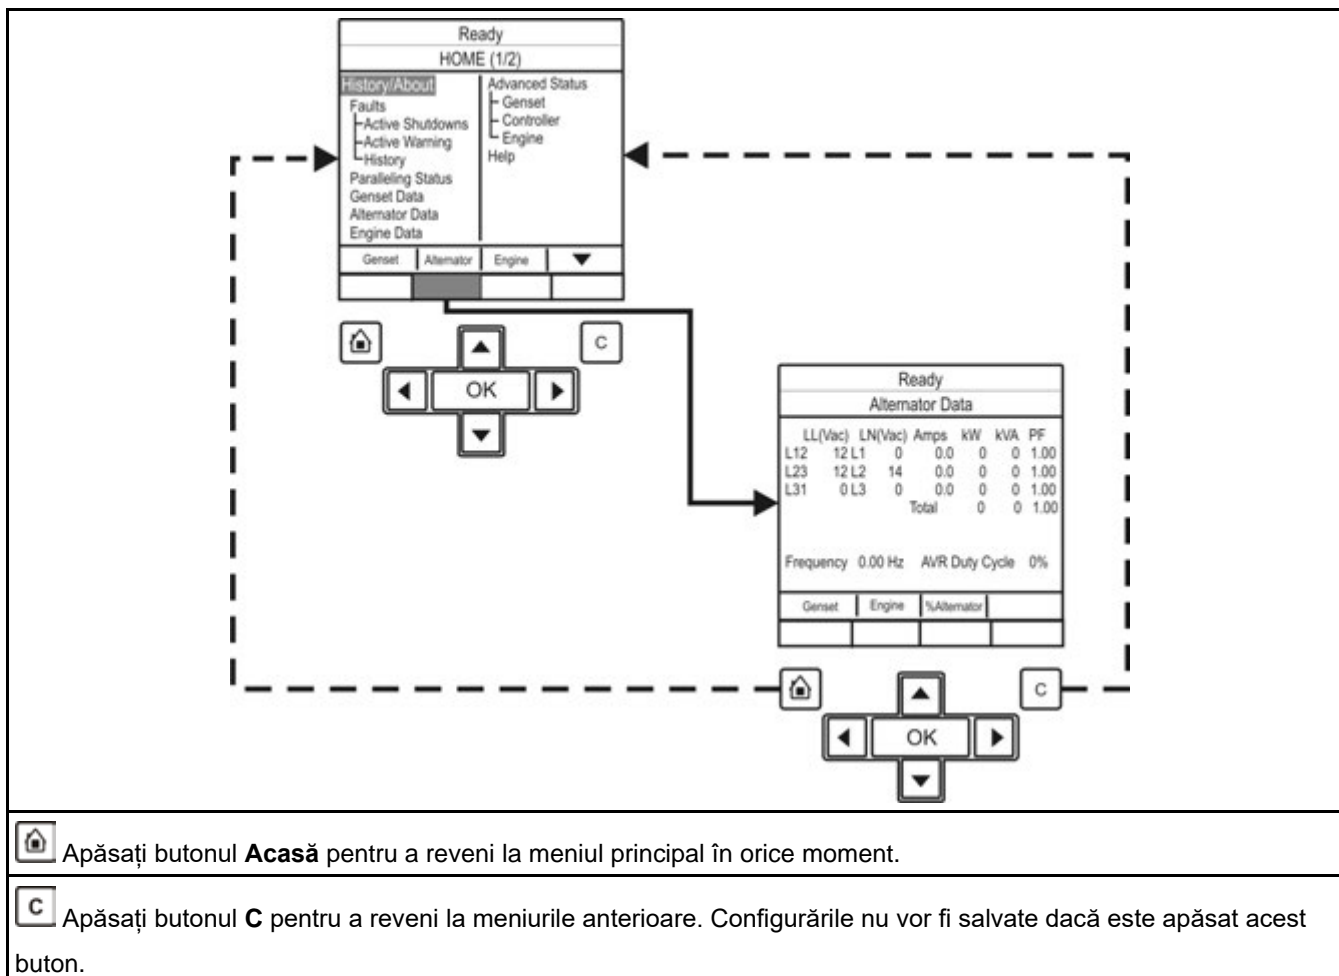 Ready
HOME (1/2)
History/About
Faults
Active Shutdowns
Active Warning
History
Paralleling Status
Genset Data
Alternator Data
Engine Data
Advanced Status
Genset
Controller
Engine
Help
Genset Alternator Engine
C
OK
Ready
Alternator Data
LL(Vac) LN(Vac) Amps kW kVA PF
L12 12 L1 0 0.0 0 0 1.00
L23 12 L2 14 0.0 0 0 1.00
L31 0 L3 0 0.0 0 0 1.00
Total 0 0 1.00
Frequency 0.00 Hz AVR Duty Cycle 0%
Genset Engine %Alternator
C
OK
Apăsați butonul Acasă pentru a reveni la meniul principal în orice moment.
C Apăsați butonul C pentru a reveni la meniurile anterioare. Configurările nu vor fi salvate dacă este apăsat acest
buton.